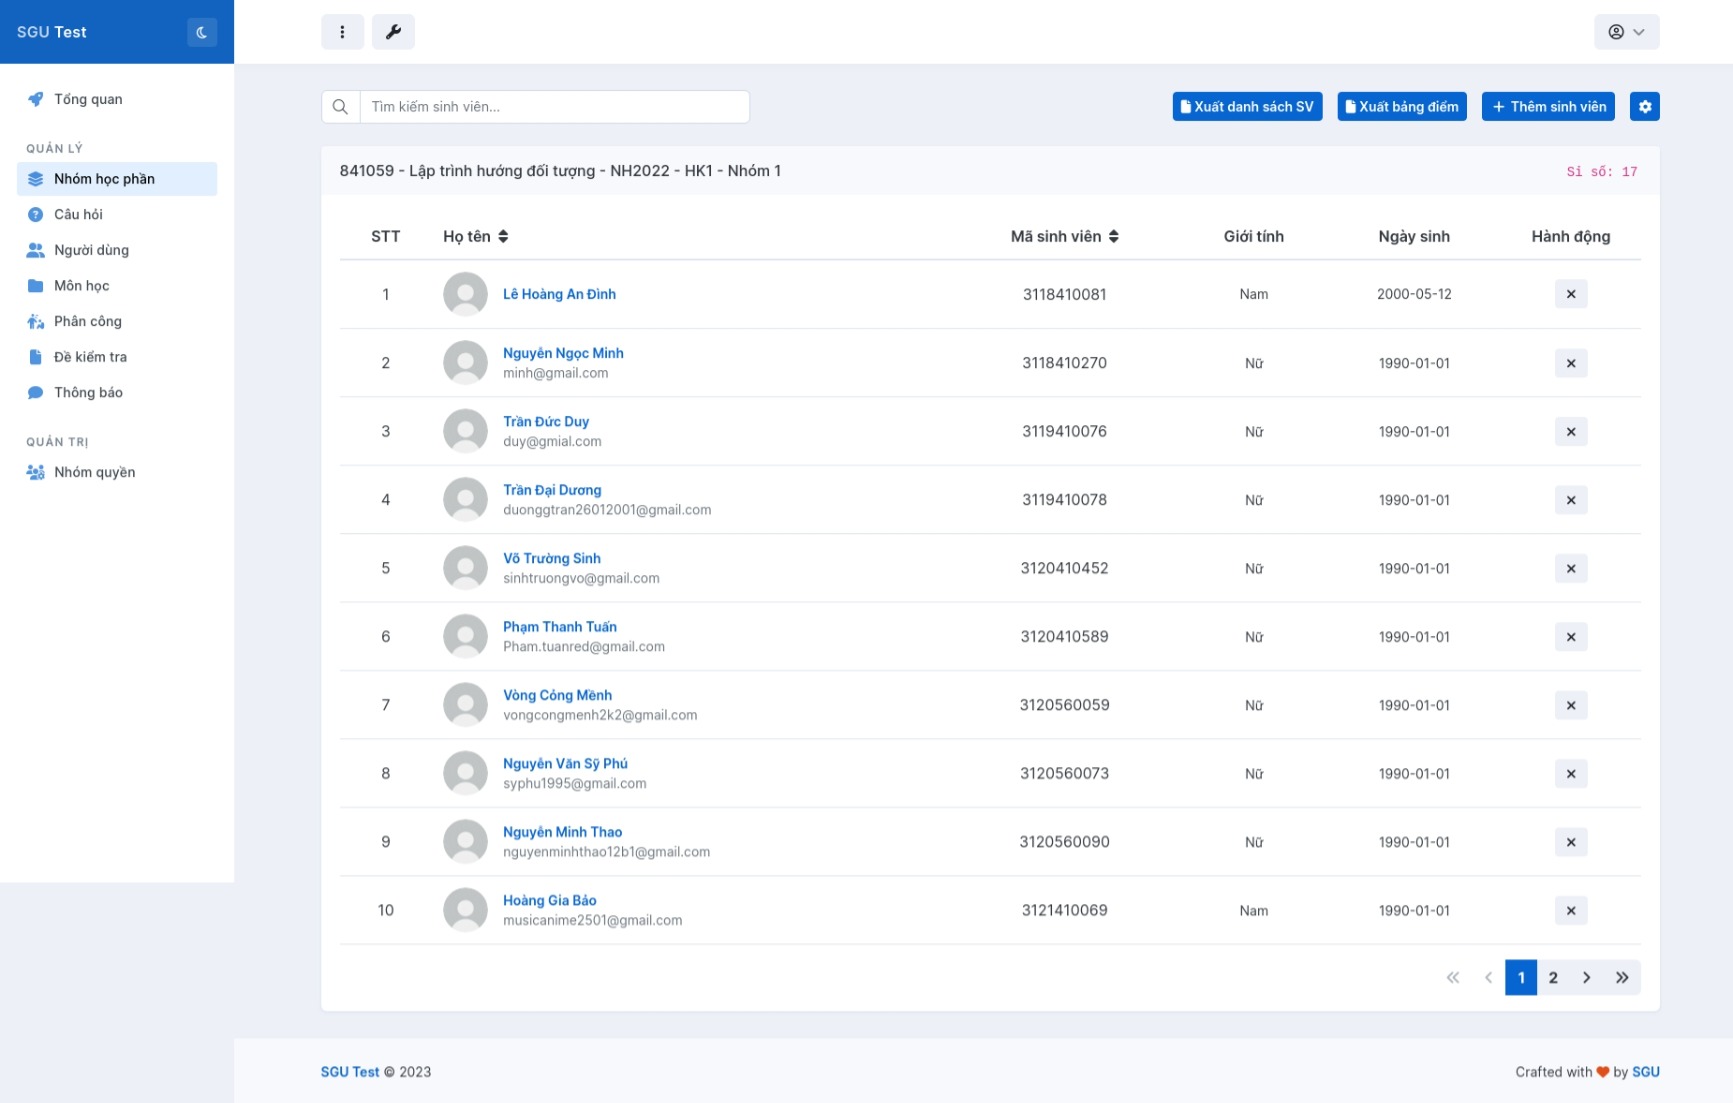 SGU Test
Tổng quan
QUẢN LÝ
Nhóm học phần
Câu hỏi
Người dùng
Môn học
Phân công
Đề kiểm tra
Thông báo
QUẢN TRỊ
Nhóm quyền
Tìm kiếm sinh viên...
Xuất danh sách SV
Xuất bảng điểm
+ Thêm sinh viên
841059 - Lập trình hướng đối tượng - NH2022 - HK1 - Nhóm 1
Sỉ số: 17
STT Họ tên Mã sinh viên Giới tính Ngày sinh Hành động
1 Lê Hoàng An Đình 3118410081 Nam 2000-05-12
2 Nguyễn Ngọc Minh 3118410270 Nữ 1990-01-01
minh@gmail.com
3 Trần Đức Duy 3119410076 Nữ 1990-01-01
duy@gmial.com
4 Trần Đại Dương 3119410078 Nữ 1990-01-01
duonggtran26012001@gmail.com
5 Võ Trường Sinh 3120410452 Nữ 1990-01-01
sinhtruongvo@gmail.com
6 Phạm Thanh Tuấn 3120410589 Nữ 1990-01-01
Pham.tuanred@gmail.com
7 Vòng Cóng Mềnh 3120560059 Nữ 1990-01-01
vongcongmenh2k2@gmail.com
8 Nguyễn Văn Sỹ Phú 3120560073 Nữ 1990-01-01
syphu1995@gmail.com
9 Nguyễn Minh Thao 3120560090 Nữ 1990-01-01
nguyenminhthao12b1@gmail.com
10 Hoàng Gia Bảo 3121410069 Nam 1990-01-01
musicanime2501@gmail.com
1 2
SGU Test © 2023
Crafted with ❤ by SGU